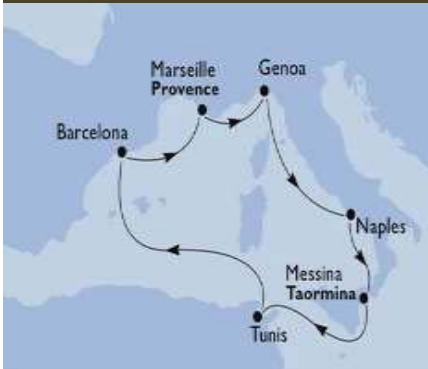 Marseille
Provence
Genoa
Barcelona
Naples
Messina
Taormina
Tunis